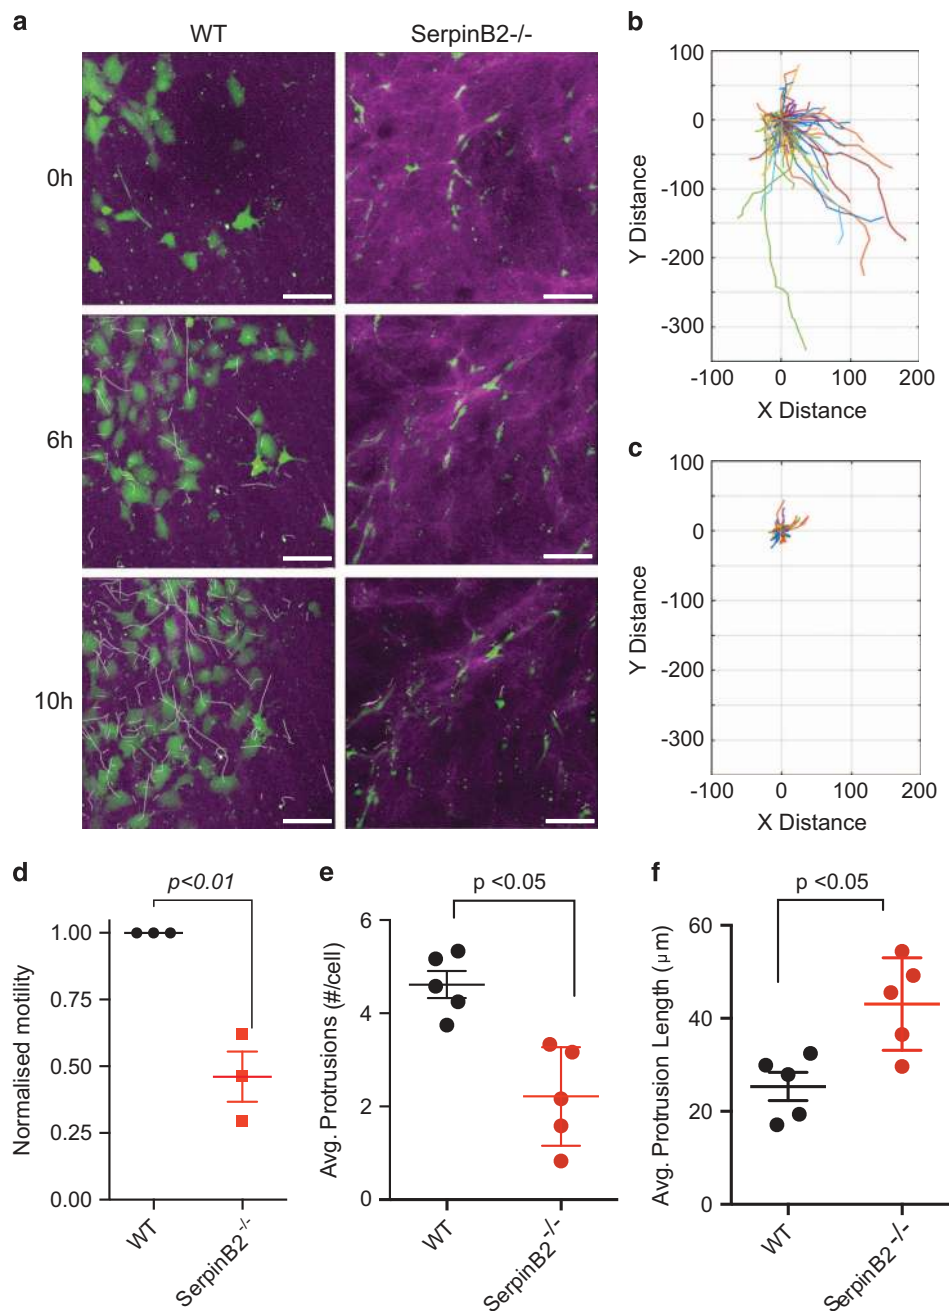 a
WT
SerpinB2-/-
0h
6h
10h
b
100
0
-100
-200
-300
Y Distance
-100
0
100
200
X Distance
c
100
0
-100
-200
-300
Y Distance
-100
0
100
200
X Distance
d
p<0.01
1.00
0.75
0.50
0.25
0.00
Normalised motility
WT
SerpinB2-/-
e
p <0.05
6
4
2
0
Avg. Protrusions (#/cell)
WT
SerpinB2-/-
f
p <0.05
60
40
20
0
Avg. Protrusion Length (μm)
WT
SerpinB2-/-